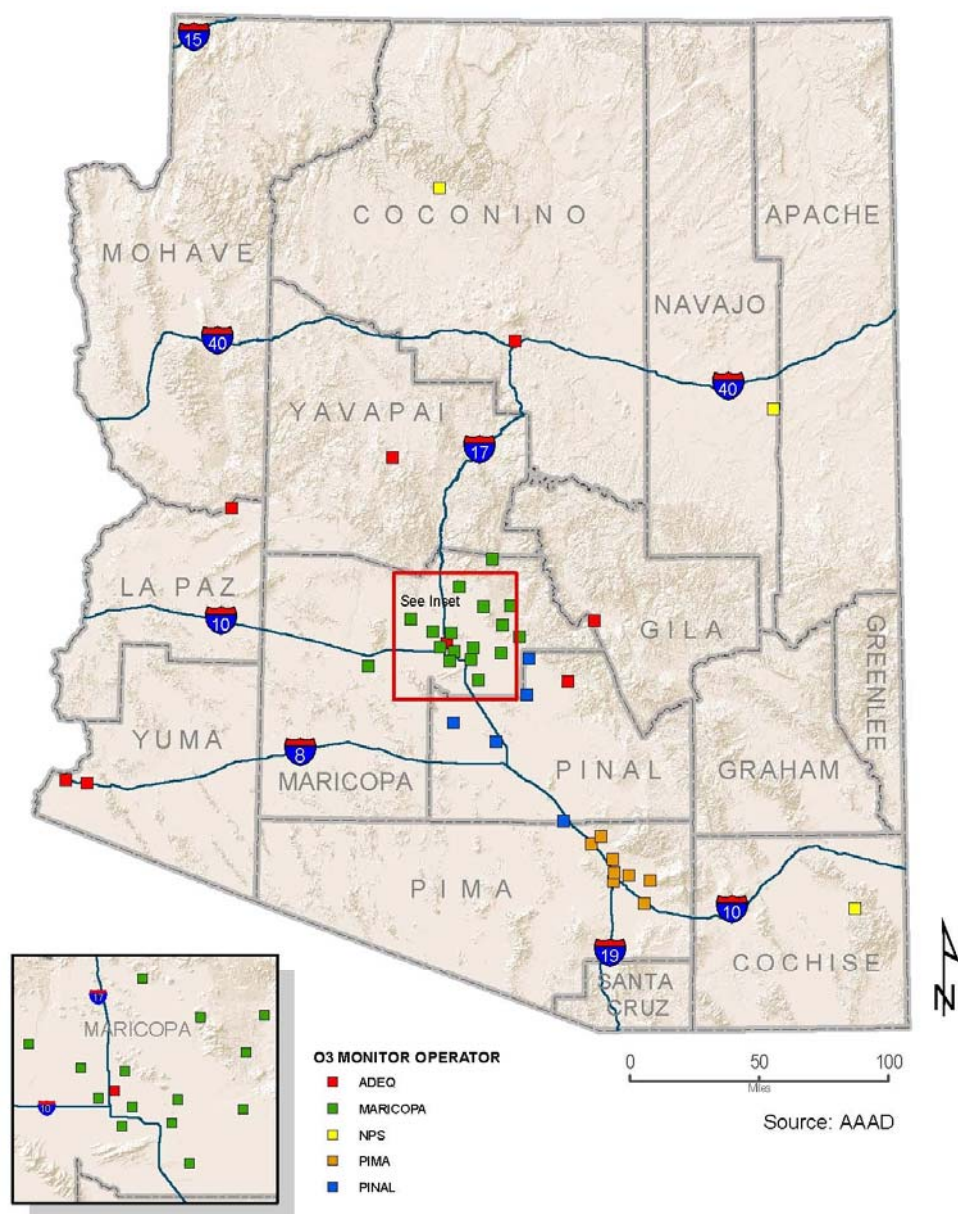 15
COCONINO
APACHE
MOHAVE
NAVAJO
40
40
YAVAPAI
17
LA PAZ
See Inset
10
GILA
GREENLEE
YUMA
8
MARICOPA
PINAL
GRAHAM
PIMA
10
19
COCHISE
SANTA
CRUZ
N
17
MARICOPA
10
O3 MONITOR OPERATOR
ADEQ
MARICOPA
NPS
PIMA
PINAL
0 50 100
Miles
Source: AAAD